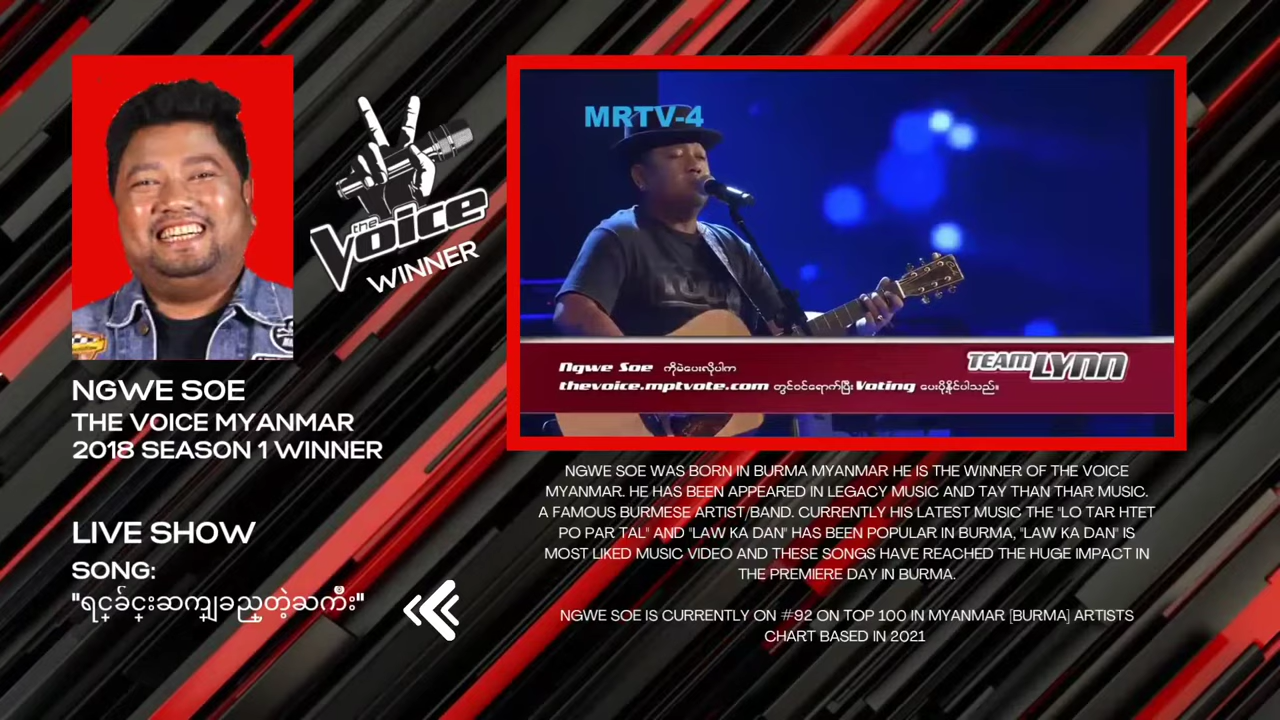 the Voice
WINNER
NGWE SOE
THE VOICE MYANMAR
2018 SEASON 1 WINNER
LIVE SHOW
SONG:
"ရင္ခ်င္းဆက္မျခည္တဲ့ႀကိဳး"
MRTV-4
Ngwe Soe ကိုမဲပေးလိုပါက
TEAM LYNN
thevoice.mptvote.com တွင်ဝင်ရောက်ပြီး Voting ပေးပို့နိုင်ပါသည်။
NGWE SOE WAS BORN IN BURMA MYANMAR HE IS THE WINNER OF THE VOICE
MYANMAR. HE HAS BEEN APPEARED IN LEGACY MUSIC AND TAY THAN THAR MUSIC.
A FAMOUS BURMESE ARTIST/BAND. CURRENTLY HIS LATEST MUSIC THE "LO TAR HTET
PO PAR TAL" AND "LAW KA DAN" HAS BEEN POPULAR IN BURMA, "LAW KA DAN" IS
MOST LIKED MUSIC VIDEO AND THESE SONGS HAVE REACHED THE HUGE IMPACT IN
THE PREMIERE DAY IN BURMA.
NGWE SOE IS CURRENTLY ON #92 ON TOP 100 IN MYANMAR [BURMA] ARTISTS
CHART BASED IN 2021